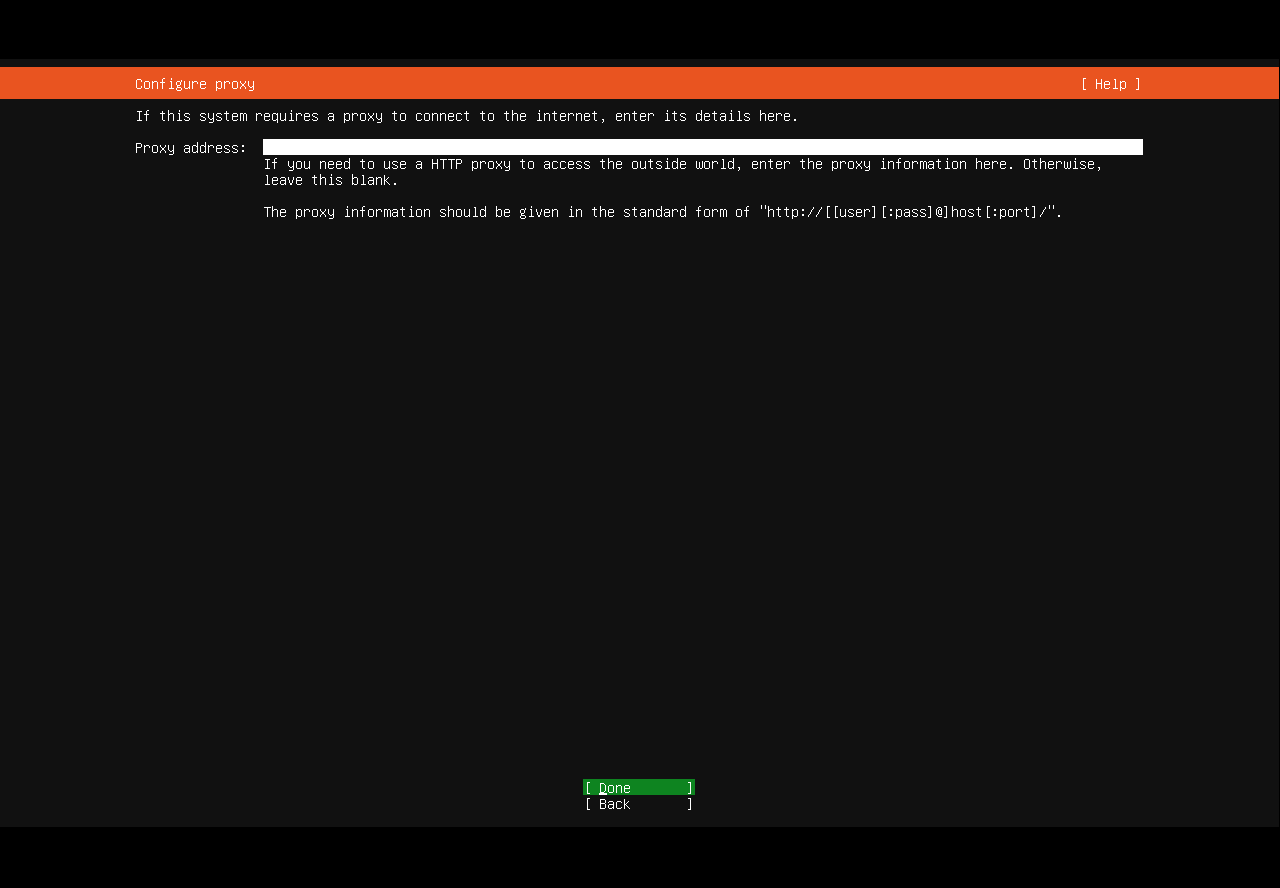 Configure proxy [ Help ]
If this system requires a proxy to connect to the internet, enter its details here.
Proxy address:
If you need to use a HTTP proxy to access the outside world, enter the proxy information here. Otherwise,
leave this blank.
The proxy information should be given in the standard form of "http://[[user][:pass]@]host[:port]/".
[ Done ]
[ Back ]